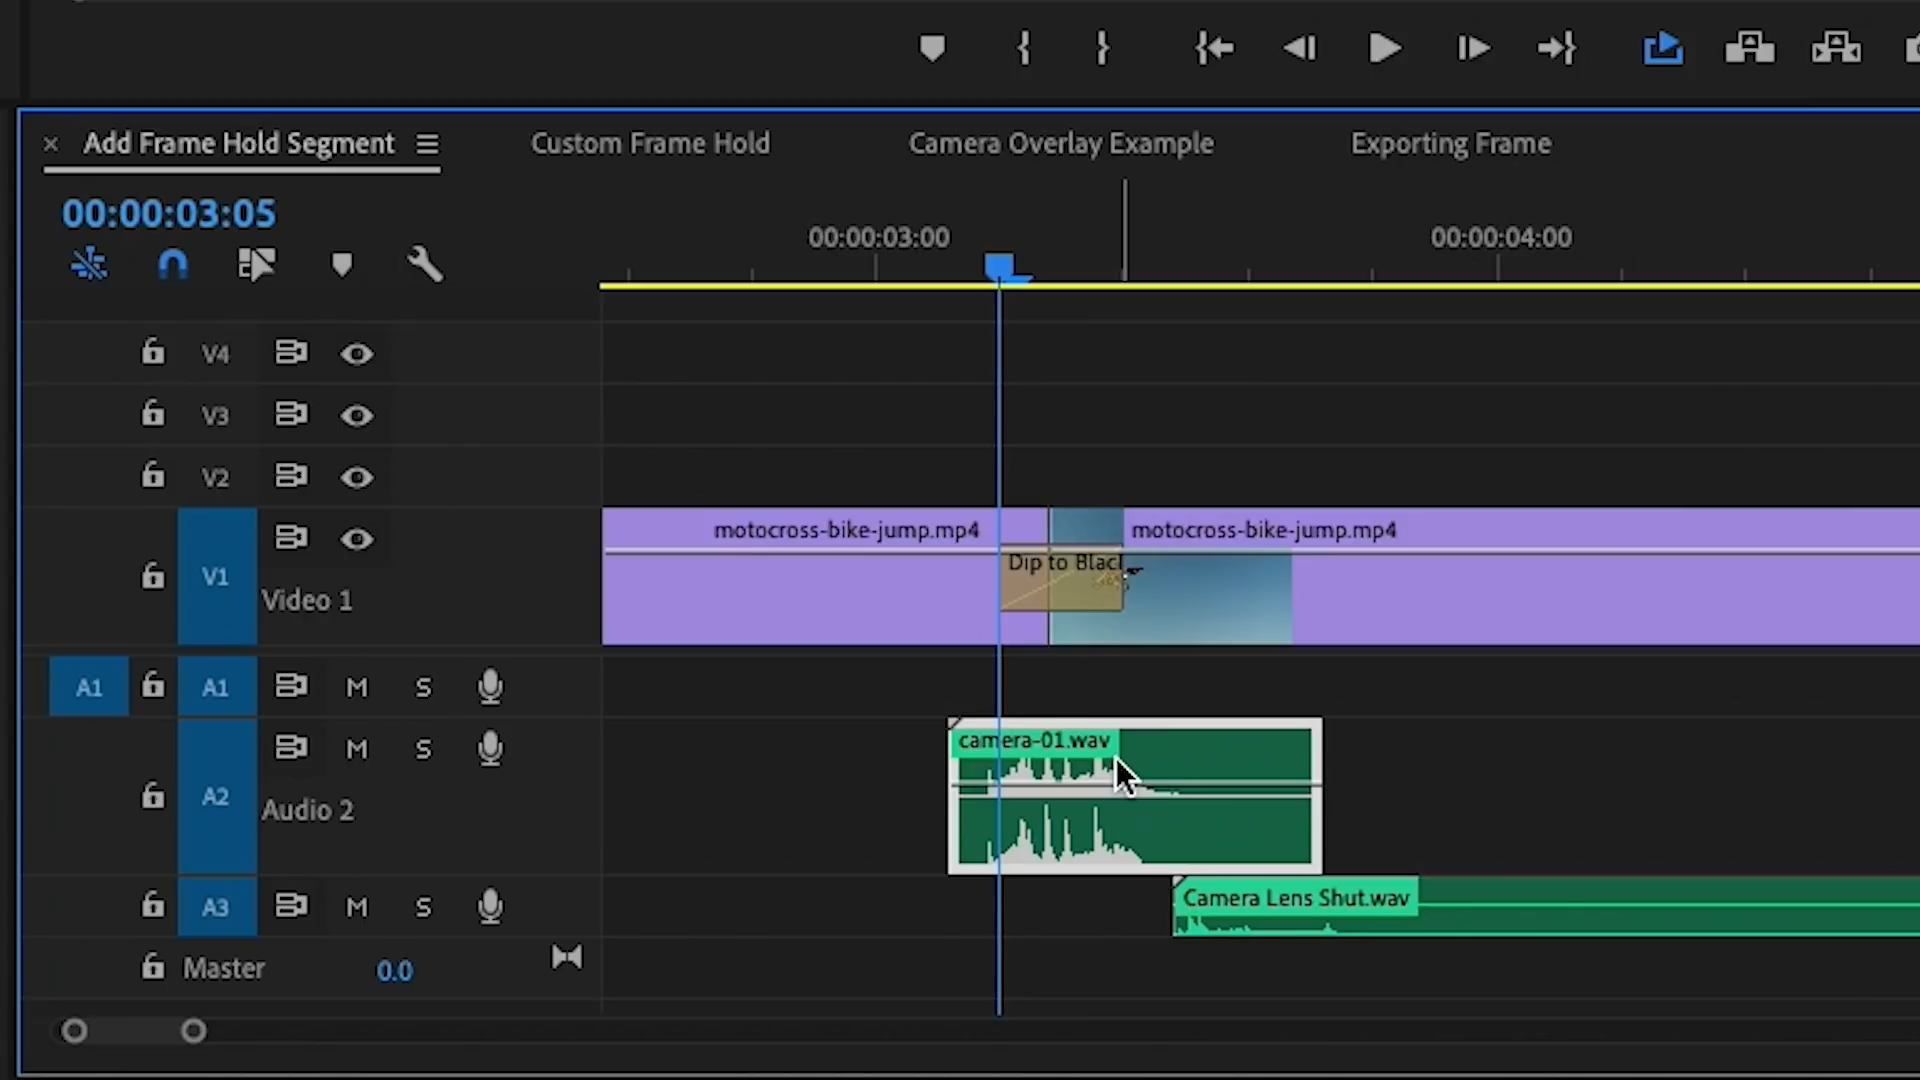 Add Frame Hold Segment
Custom Frame Hold
Camera Overlay Example
Exporting Frame
00:00:03:05
00:00:03:00
00:00:04:00
V4
V3
V2
motocross-bike-jump.mp4
motocross-bike-jump.mp4
Dip to Blac
V1
Video 1
A1
A1
M
S
camera-01.wav
M
S
A2
Audio 2
Camera Lens Shut.wav
A3
M
S
Master
0.0